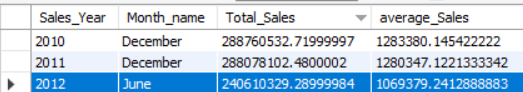 Sales_Year Month_name Total_Sales average_Sales
2010 December 288760532.71999997 1283380.145422222
2011 December 288078102.4800002 1280347.1221333342
2012 June 240610329.28999984 1069379.2412888883